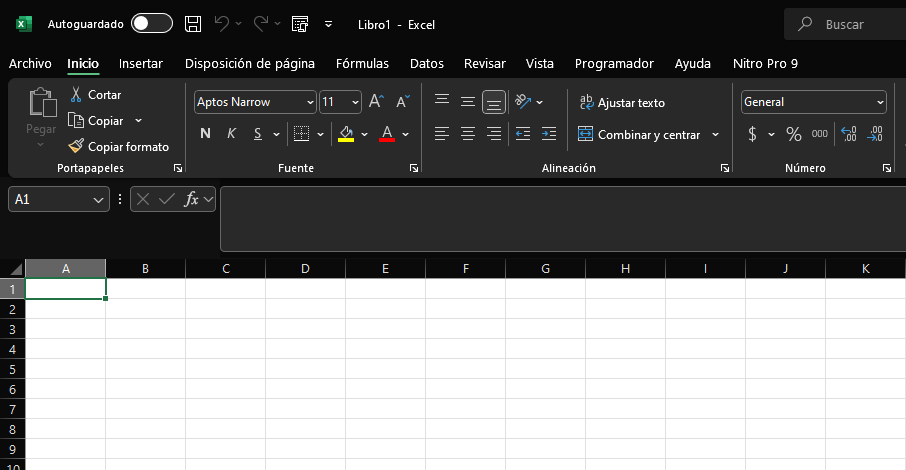 Autoguardado Libro1 - Excel Buscar
Archivo Inicio Insertar Disposición de página Fórmulas Datos Revisar Vista Programador Ayuda Nitro Pro 9
Pegar
Cortar
Copiar
Copiar formato
Portapapeles
Aptos Narrow 11
N K S A
Fuente
ab Ajustar texto
Combinar y centrar
Alineación
General
$ % 000
Número
A1 fx
A B C D E F G H I J K
1
2
3
4
5
6
7
8
9
10